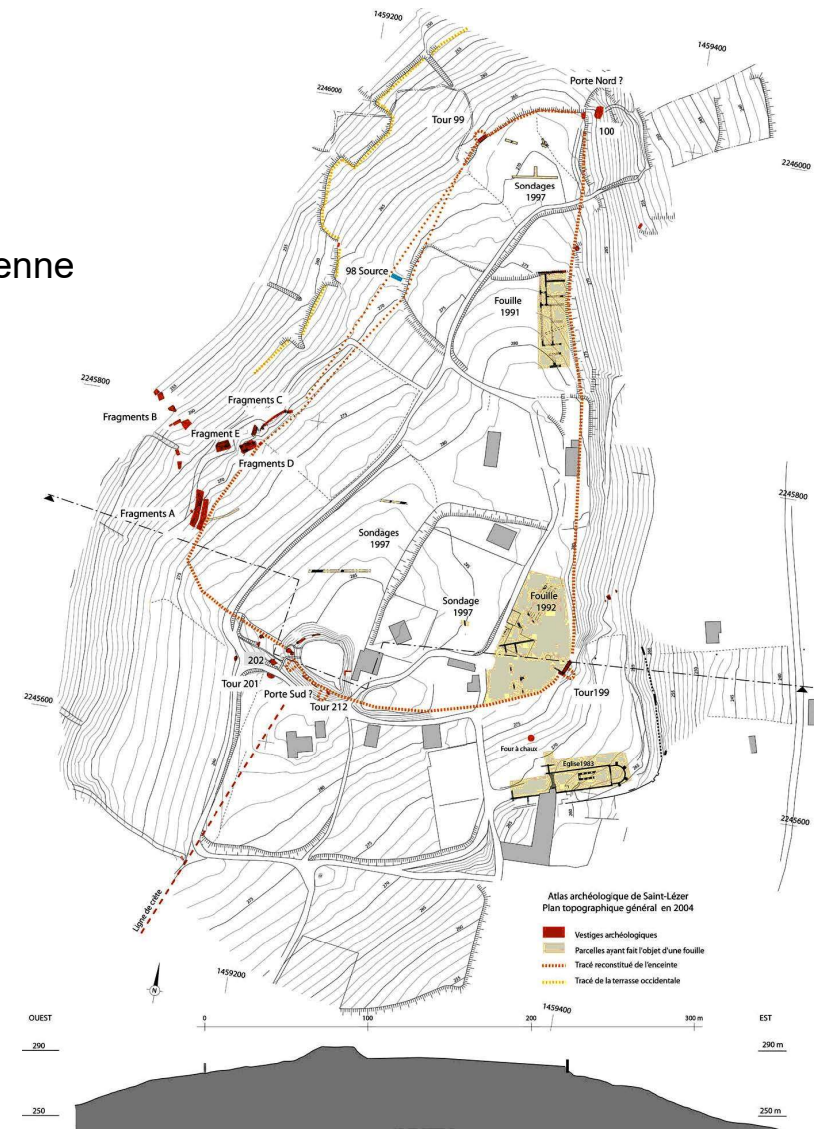 1459200
1459400
2246000
Porte Nord ?
Tour 99
100
2246000
Sondages
1997
enne
98 Source
Fouille
1991
2245800
Fragments C
Fragments B
Fragment E
Fragments D
2245800
Fragments A
Sondages
1997
Sondage
1997
Fouille
1992
202
Tour 201
Porte Sud ?
Tour 212
Tour199
2245600
Four à chaux
Eglise1983
2245600
Ligne de crête
Atlas archéologique de Saint-Lézer
Plan topographique général en 2004
Vestiges archéologiques
Parcelles ayant fait l'objet d'une fouille
Tracé reconstitué de l'enceinte
Tracé de la terrasse occidentale
N
1459200
1459400
OUEST
0
100
200
300 m
EST
290
290 m
250
250 m